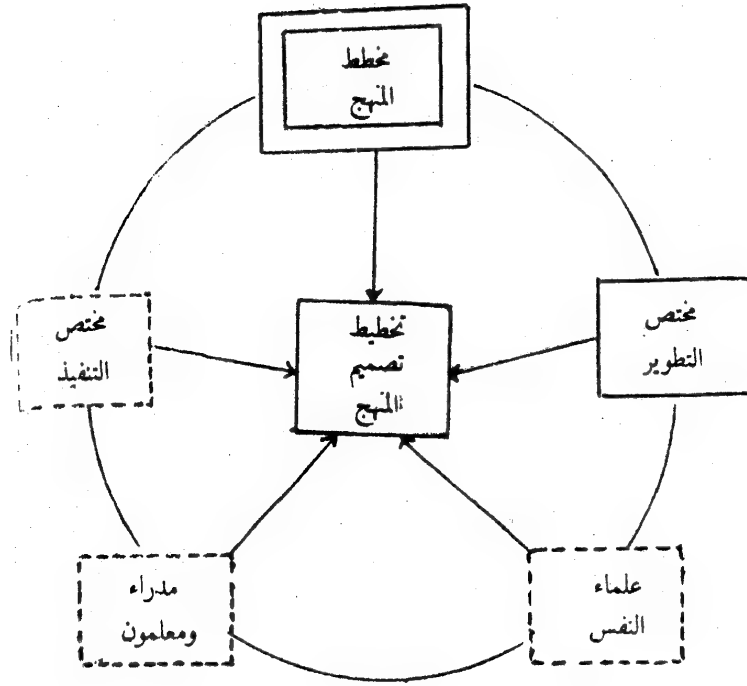 مخطط
المنهج
مختص
التطوير
تخطيط
تصميم
المنهج
مختص
التنفيذ
علماء
النفس
مدراء
ومعلمون